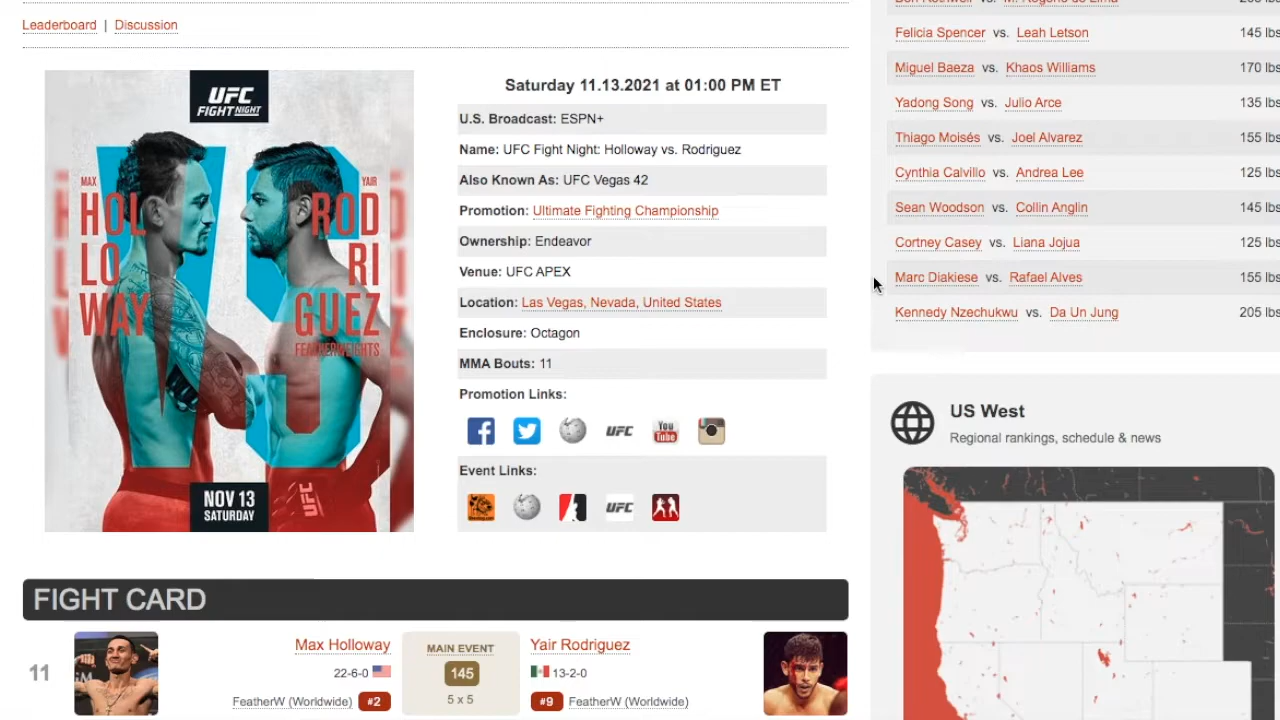 Leaderboard | Discussion
UFC
FIGHT NIGHT
MAX
HOL
LO
WAY
YAIR
ROD
RI
GUEZ
FEATHERWEIGHTS
VS
UFC
NOV 13
SATURDAY
Saturday 11.13.2021 at 01:00 PM ET
U.S. Broadcast: ESPN+
Name: UFC Fight Night: Holloway vs. Rodriguez
Also Known As: UFC Vegas 42
Promotion: Ultimate Fighting Championship
Ownership: Endeavor
Venue: UFC APEX
Location: Las Vegas, Nevada, United States
Enclosure: Octagon
MMA Bouts: 11
Promotion Links:
UFC You Tube
Event Links:
UFC
FIGHT CARD
11
Max Holloway
22-6-0
FeatherW (Worldwide) #2
MAIN EVENT
145
5 x 5
Yair Rodriguez
13-2-0
#9 FeatherW (Worldwide)
Felicia Spencer vs. Leah Letson 145 lbs
Miguel Baeza vs. Khaos Williams 170 lbs
Yadong Song vs. Julio Arce 135 lbs
Thiago Moisés vs. Joel Alvarez 155 lbs
Cynthia Calvillo vs. Andrea Lee 125 lbs
Sean Woodson vs. Collin Anglin 145 lbs
Cortney Casey vs. Liana Jojua 125 lbs
Marc Diakiese vs. Rafael Alves 155 lbs
Kennedy Nzechukwu vs. Da Un Jung 205 lbs
US West
Regional rankings, schedule & news